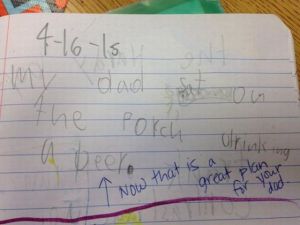 4-16-15
My dad sat on
the porch drinking
a beer.
↑ Now that is a
great plan
for your
dad